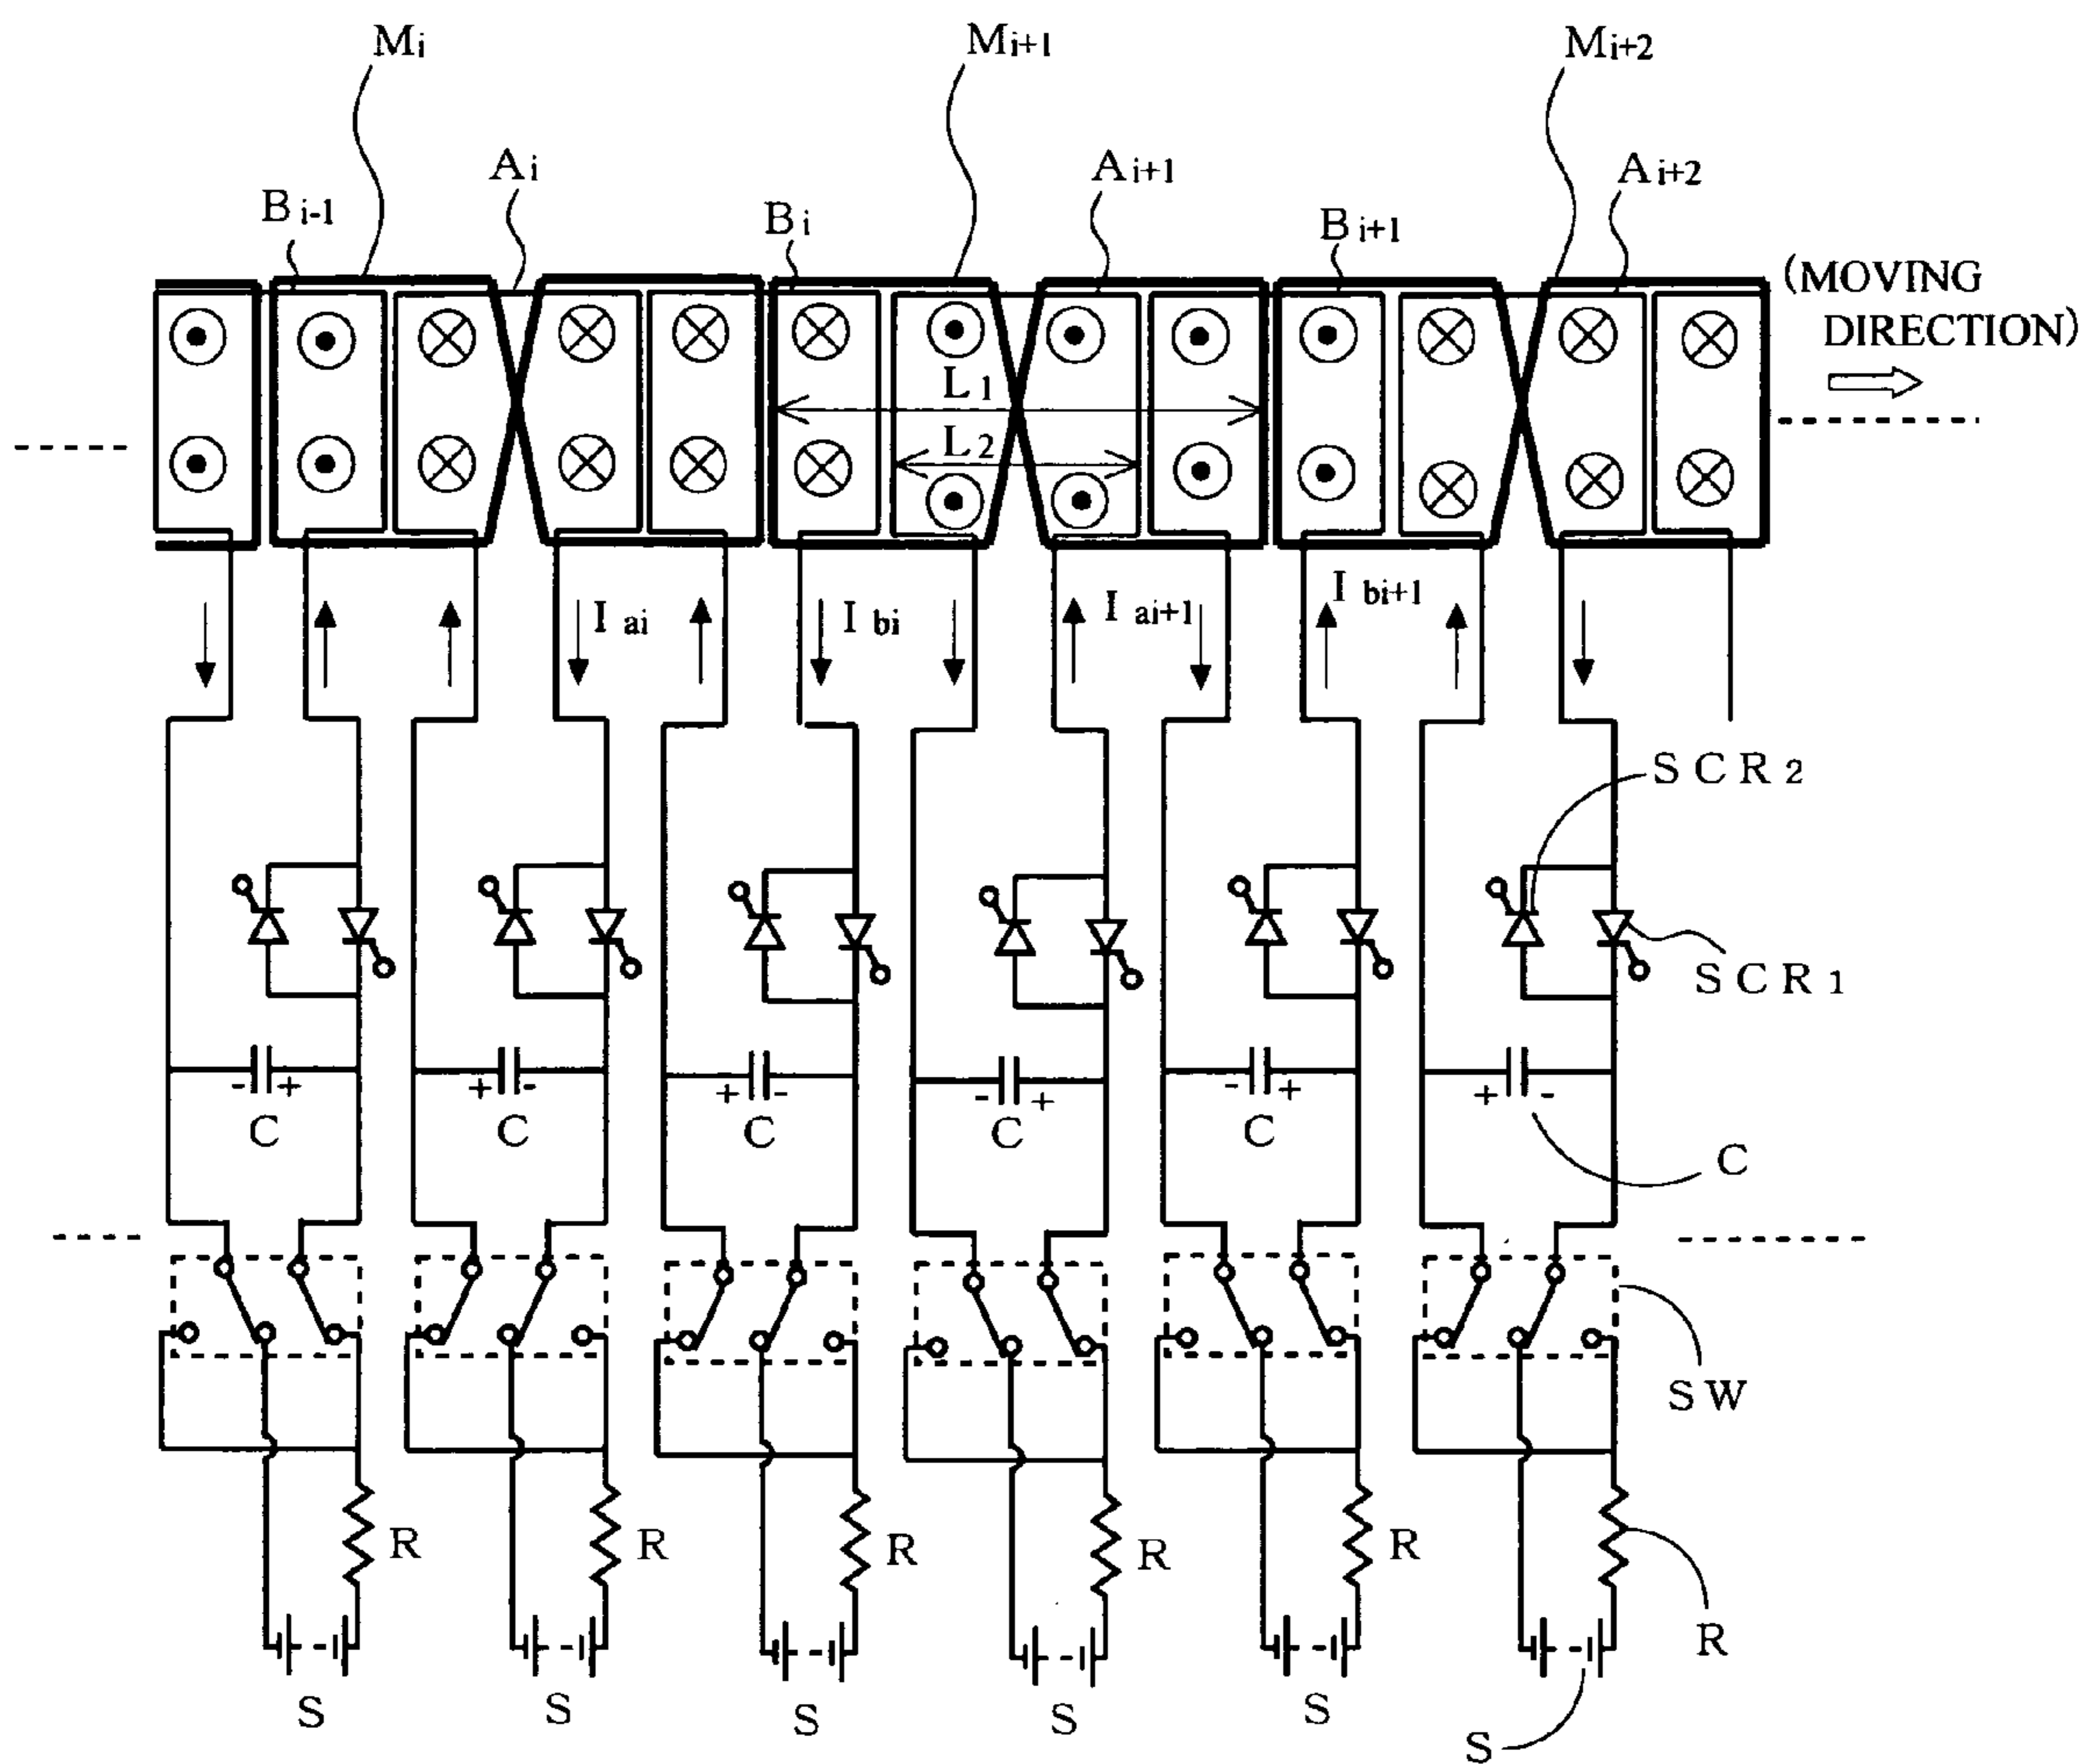 Mi
Mi+1
Mi+2
Ai
Ai+1
Ai+2
Bi-1
Bi
Bi+1
(MOVING
DIRECTION)
L1
L2
I ai
I bi
I ai+1
I bi+1
SCR2
SCR1
- +
+ -
+ -
- +
- +
+ -
C
C
C
C
C
C
SW
R
R
R
R
R
R
S
S
S
S
S
S